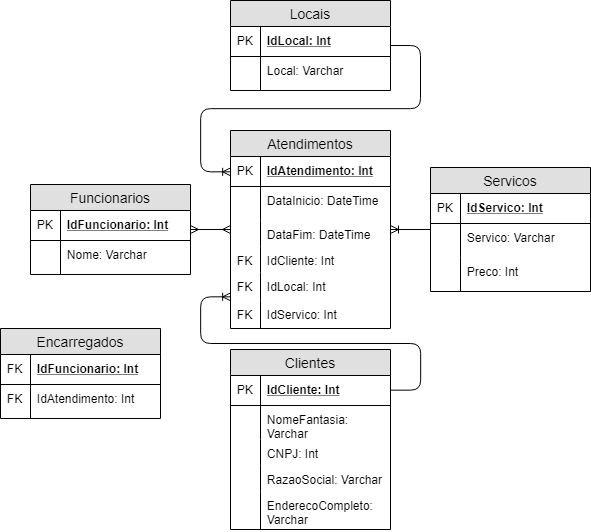 Locais
PK IdLocal: Int
Local: Varchar
Atendimentos
PK IdAtendimento: Int
DataInicio: DateTime
DataFim: DateTime
FK IdCliente: Int
FK IdLocal: Int
FK IdServico: Int
Funcionarios
PK IdFuncionario: Int
Nome: Varchar
Servicos
PK IdServico: Int
Servico: Varchar
Preco: Int
Encarregados
FK IdFuncionario: Int
FK IdAtendimento: Int
Clientes
PK IdCliente: Int
NomeFantasia:
Varchar
CNPJ: Int
RazaoSocial: Varchar
EnderecoCompleto:
Varchar